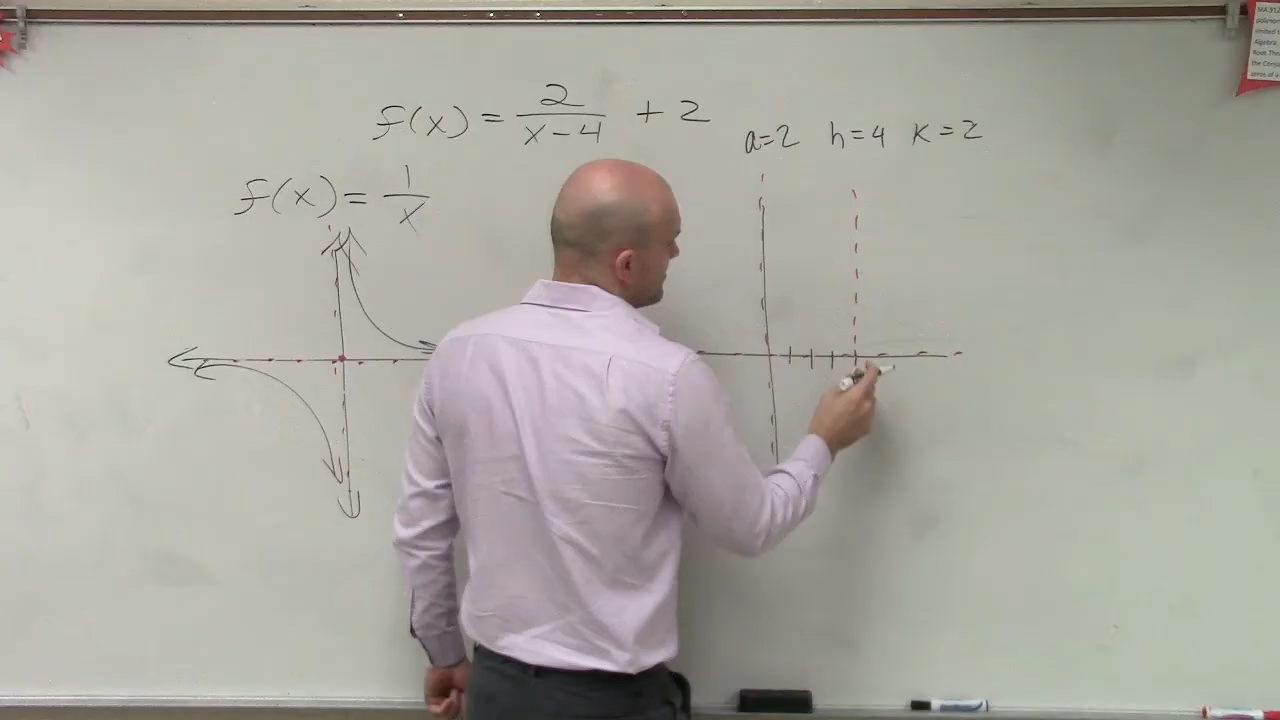 f(x) = 2/(x-4) + 2
a=2 h=4 k=2
f(x) = 1/x